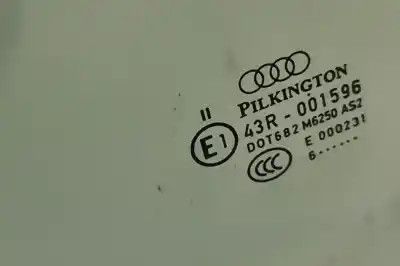 PILKINGTON
II
43R - 001596
E1
DOT682 M6250 AS2
E 000231
CCC
6......